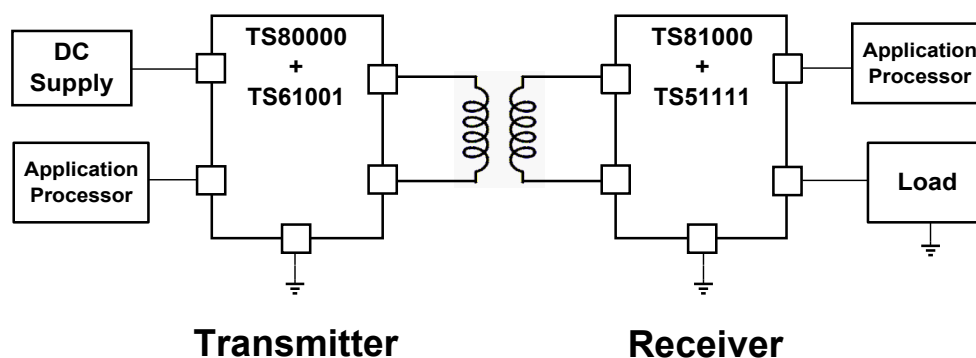 DC
Supply
Application
Processor
TS80000
+
TS61001
TS81000
+
TS51111
Application
Processor
Load
Transmitter
Receiver